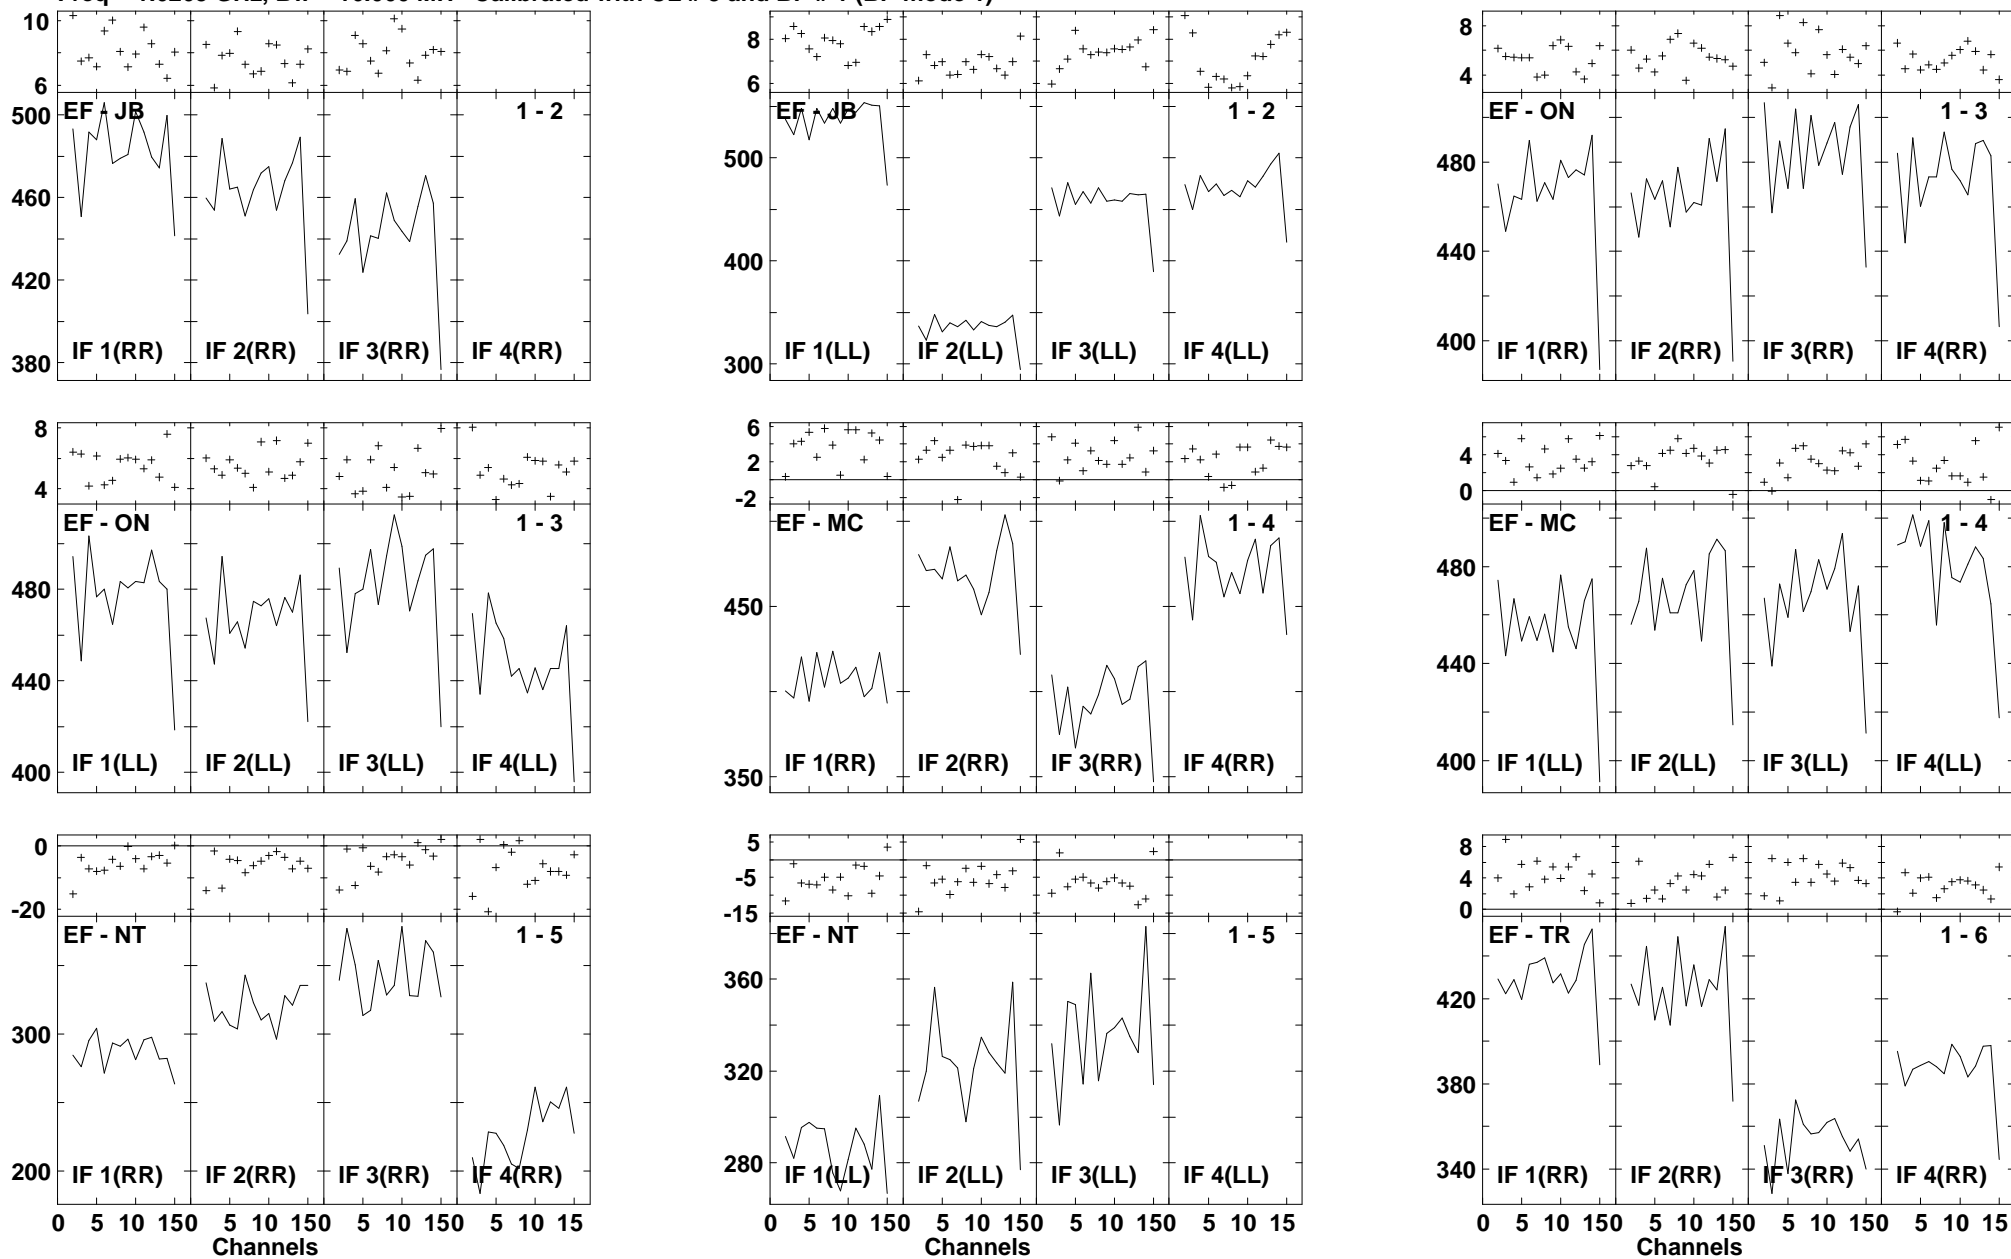 10 8 8
6 6 4
EF - JB 1 - 2 EF - JB 1 - 2 EF - ON 1 - 3
500
500 480
460
400 440
420
300 400
380
IF 1(RR) IF 2(RR) IF 3(RR) IF 4(RR) IF 1(LL) IF 2(LL) IF 3(LL) IF 4(LL) IF 1(RR) IF 2(RR) IF 3(RR) IF 4(RR)
8 6 4
4 2 0
-2
EF - ON 1 - 3 EF - MC 1 - 4 EF - MC 1 - 4
480 450 480
440 440
400 350 400
IF 1(LL) IF 2(LL) IF 3(LL) IF 4(LL) IF 1(RR) IF 2(RR) IF 3(RR) IF 4(RR) IF 1(LL) IF 2(LL) IF 3(LL) IF 4(LL)
0 5 8
-5 4
-20 -15 0
EF - NT 1 - 5 EF - NT 1 - 5 EF - TR 1 - 6
300 360 420
320 380
200 280 340
IF 1(RR) IF 2(RR) IF 3(RR) IF 4(RR) IF 1(LL) IF 2(LL) IF 3(LL) IF 4(LL) IF 1(RR) IF 2(RR) IF 3(RR) IF 4(RR)
0 5 10 150 5 10 150 5 10 150 5 10 15 0 5 10 150 5 10 150 5 10 150 5 10 15 0 5 10 150 5 10 150 5 10 150 5 10 15
Channels Channels Channels